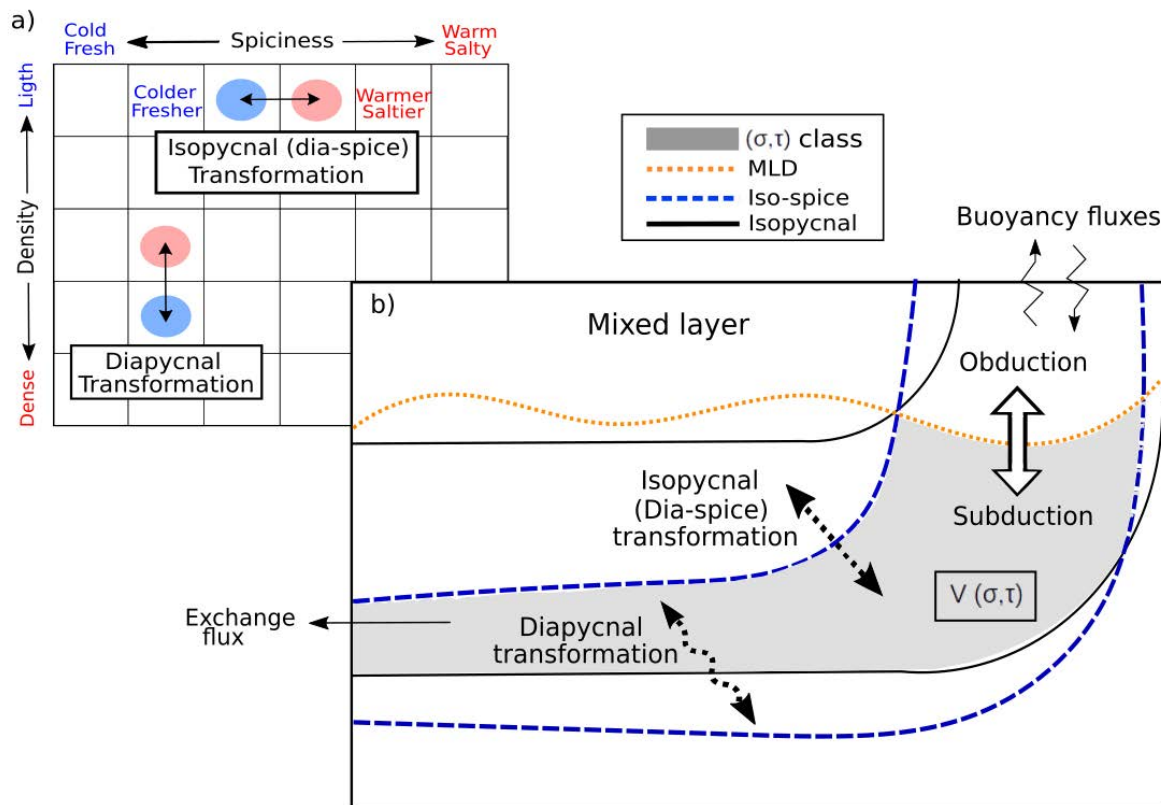 a)
Cold
Fresh
Spiciness
Warm
Salty
Ligth
Density
Dense
Colder
Fresher
Warmer
Saltier
Isopycnal (dia-spice)
Transformation
Diapycnal
Transformation
(σ,τ) class
MLD
Iso-spice
Isopycnal
b)
Mixed layer
Buoyancy fluxes
Obduction
Subduction
Isopycnal
(Dia-spice)
transformation
V (σ,τ)
Exchange
flux
Diapycnal
transformation